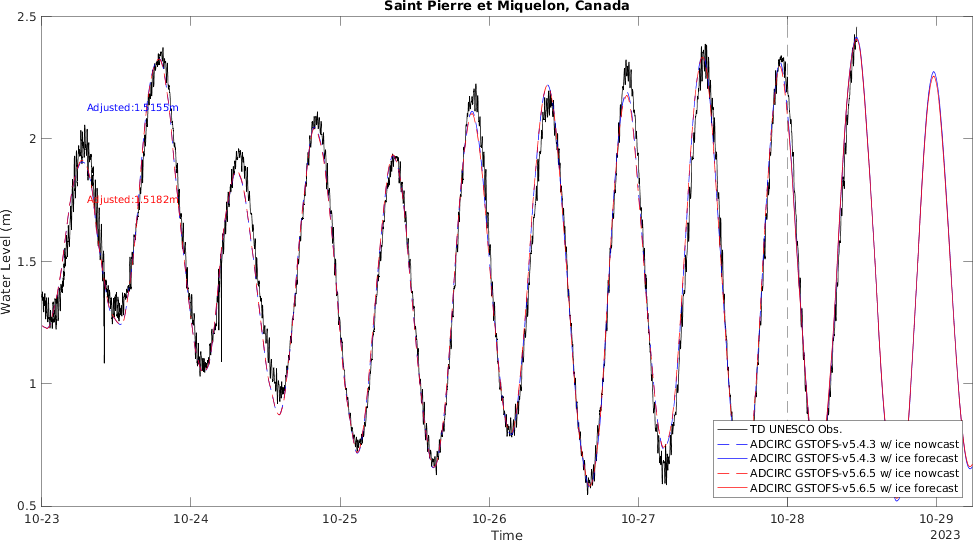 Saint Pierre et Miquelon, Canada
2.5
2
1.5
1
0.5
Water Level (m)
Adjusted:1.5155m
Adjusted:1.5182m
TD UNESCO Obs.
ADCIRC GSTOFS-v5.4.3 w/ ice nowcast
ADCIRC GSTOFS-v5.4.3 w/ ice forecast
ADCIRC GSTOFS-v5.6.5 w/ ice nowcast
ADCIRC GSTOFS-v5.6.5 w/ ice forecast
10-23 10-24 10-25 10-26 10-27 10-28 10-29
Time
2023